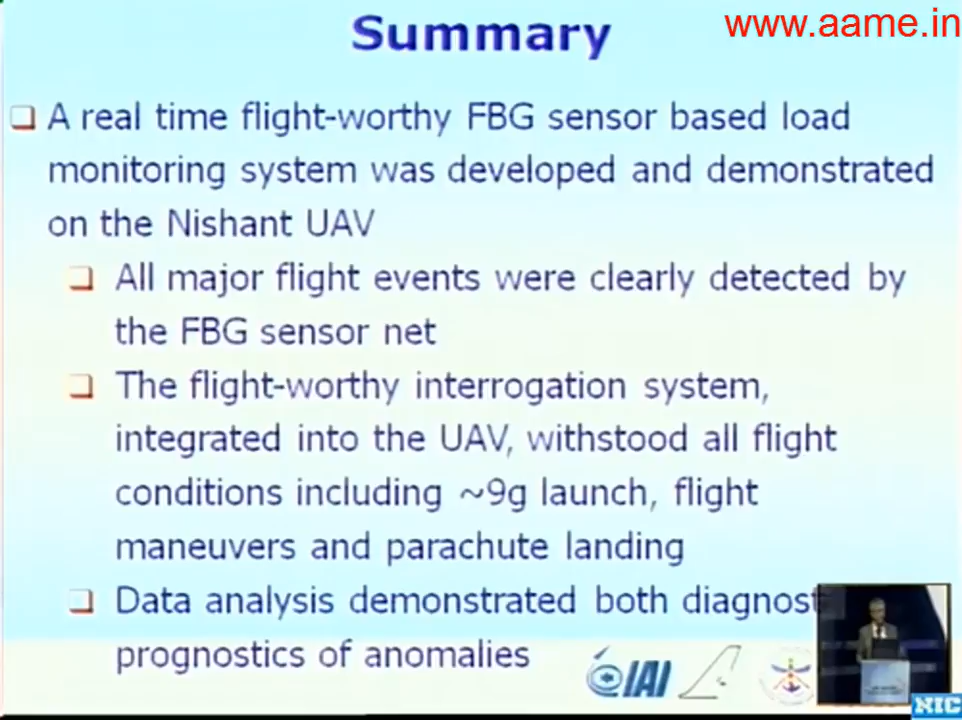 Summary
www.aame.in
A real time flight-worthy FBG sensor based load
monitoring system was developed and demonstrated
on the Nishant UAV
All major flight events were clearly detected by
the FBG sensor net
The flight-worthy interrogation system,
integrated into the UAV, withstood all flight
conditions including ~9g launch, flight
maneuvers and parachute landing
Data analysis demonstrated both diagnost
prognostics of anomalies
IAI
NIC